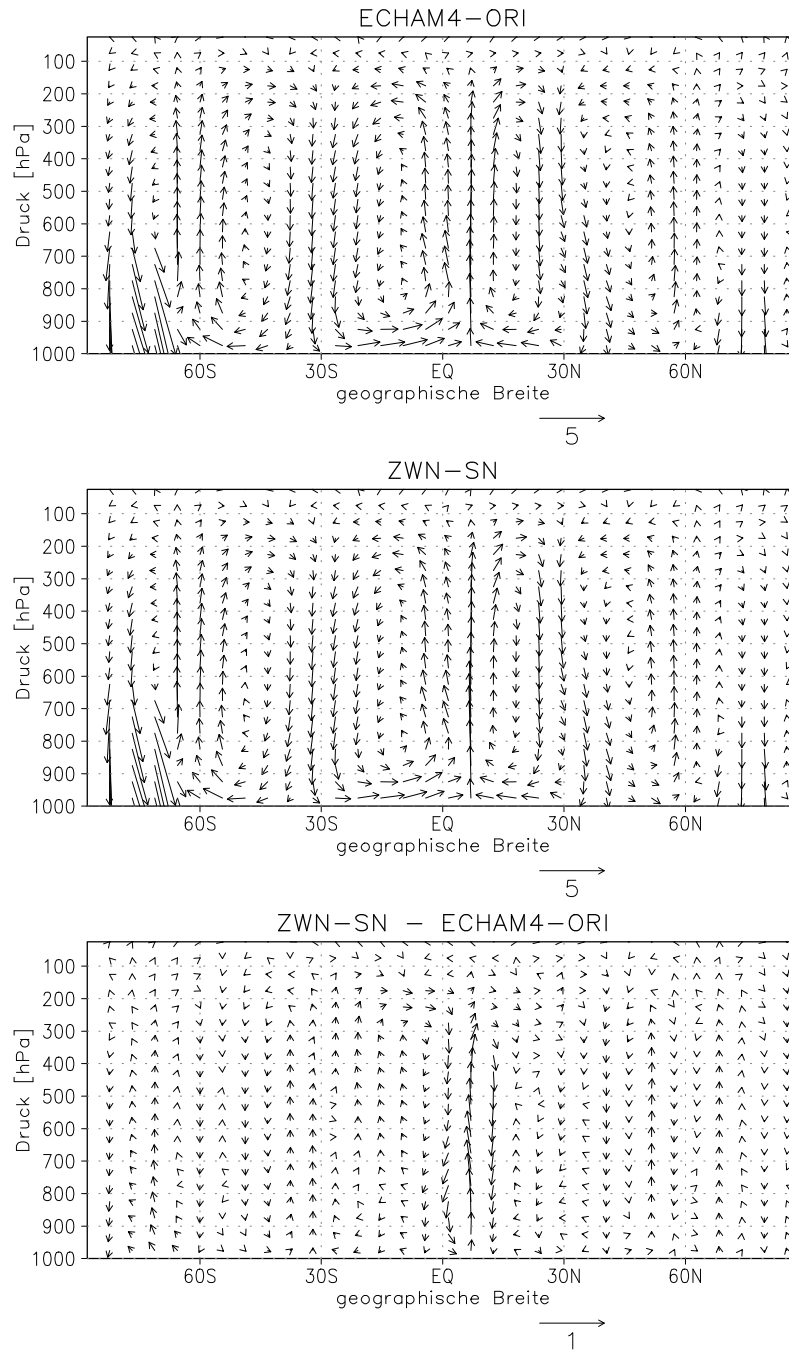 ECHAM4-ORI
Druck [hPa]
100
200
300
400
500
600
700
800
900
1000
60S 30S EQ 30N 60N
geographische Breite
5
ZWN-SN
Druck [hPa]
100
200
300
400
500
600
700
800
900
1000
60S 30S EQ 30N 60N
geographische Breite
5
ZWN-SN - ECHAM4-ORI
Druck [hPa]
100
200
300
400
500
600
700
800
900
1000
60S 30S EQ 30N 60N
geographische Breite
1